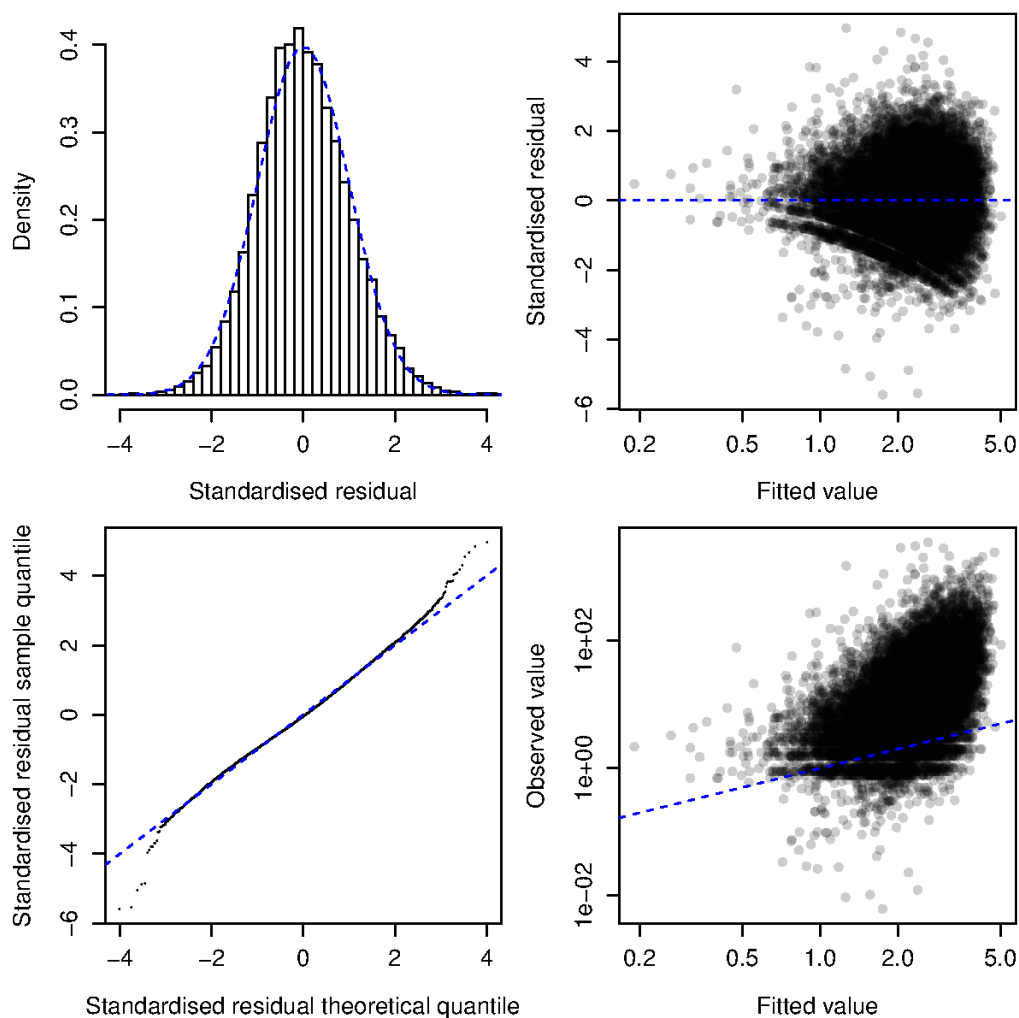 Density
0.4
0.3
0.2
0.1
0.0
−4 −2 0 2 4
Standardised residual
Standardised residual
4
2
0
−2
−4
−6
0.2 0.5 1.0 2.0 5.0
Fitted value
Standardised residual sample quantile
4
2
0
−2
−4
−6
−4 −2 0 2 4
Standardised residual theoretical quantile
Observed value
1e+02
1e+00
1e−02
0.2 0.5 1.0 2.0 5.0
Fitted value